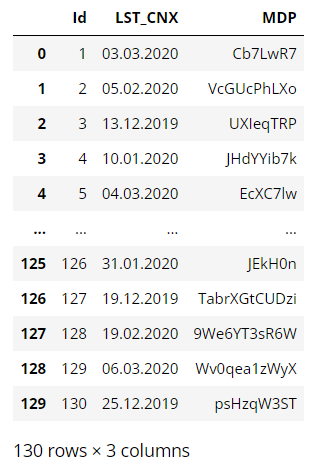 Id LST_CNX MDP
0 1 03.03.2020 Cb7LwR7
1 2 05.02.2020 VcGUcPhLXo
2 3 13.12.2019 UXIeqTRP
3 4 10.01.2020 JHdYYib7k
4 5 04.03.2020 EcXC7lw
... ... ... ...
125 126 31.01.2020 JEkH0n
126 127 19.12.2019 TabrXGtCUDzi
127 128 19.02.2020 9We6YT3sR6W
128 129 06.03.2020 Wv0qea1zWyX
129 130 25.12.2019 psHzqW3ST
130 rows × 3 columns